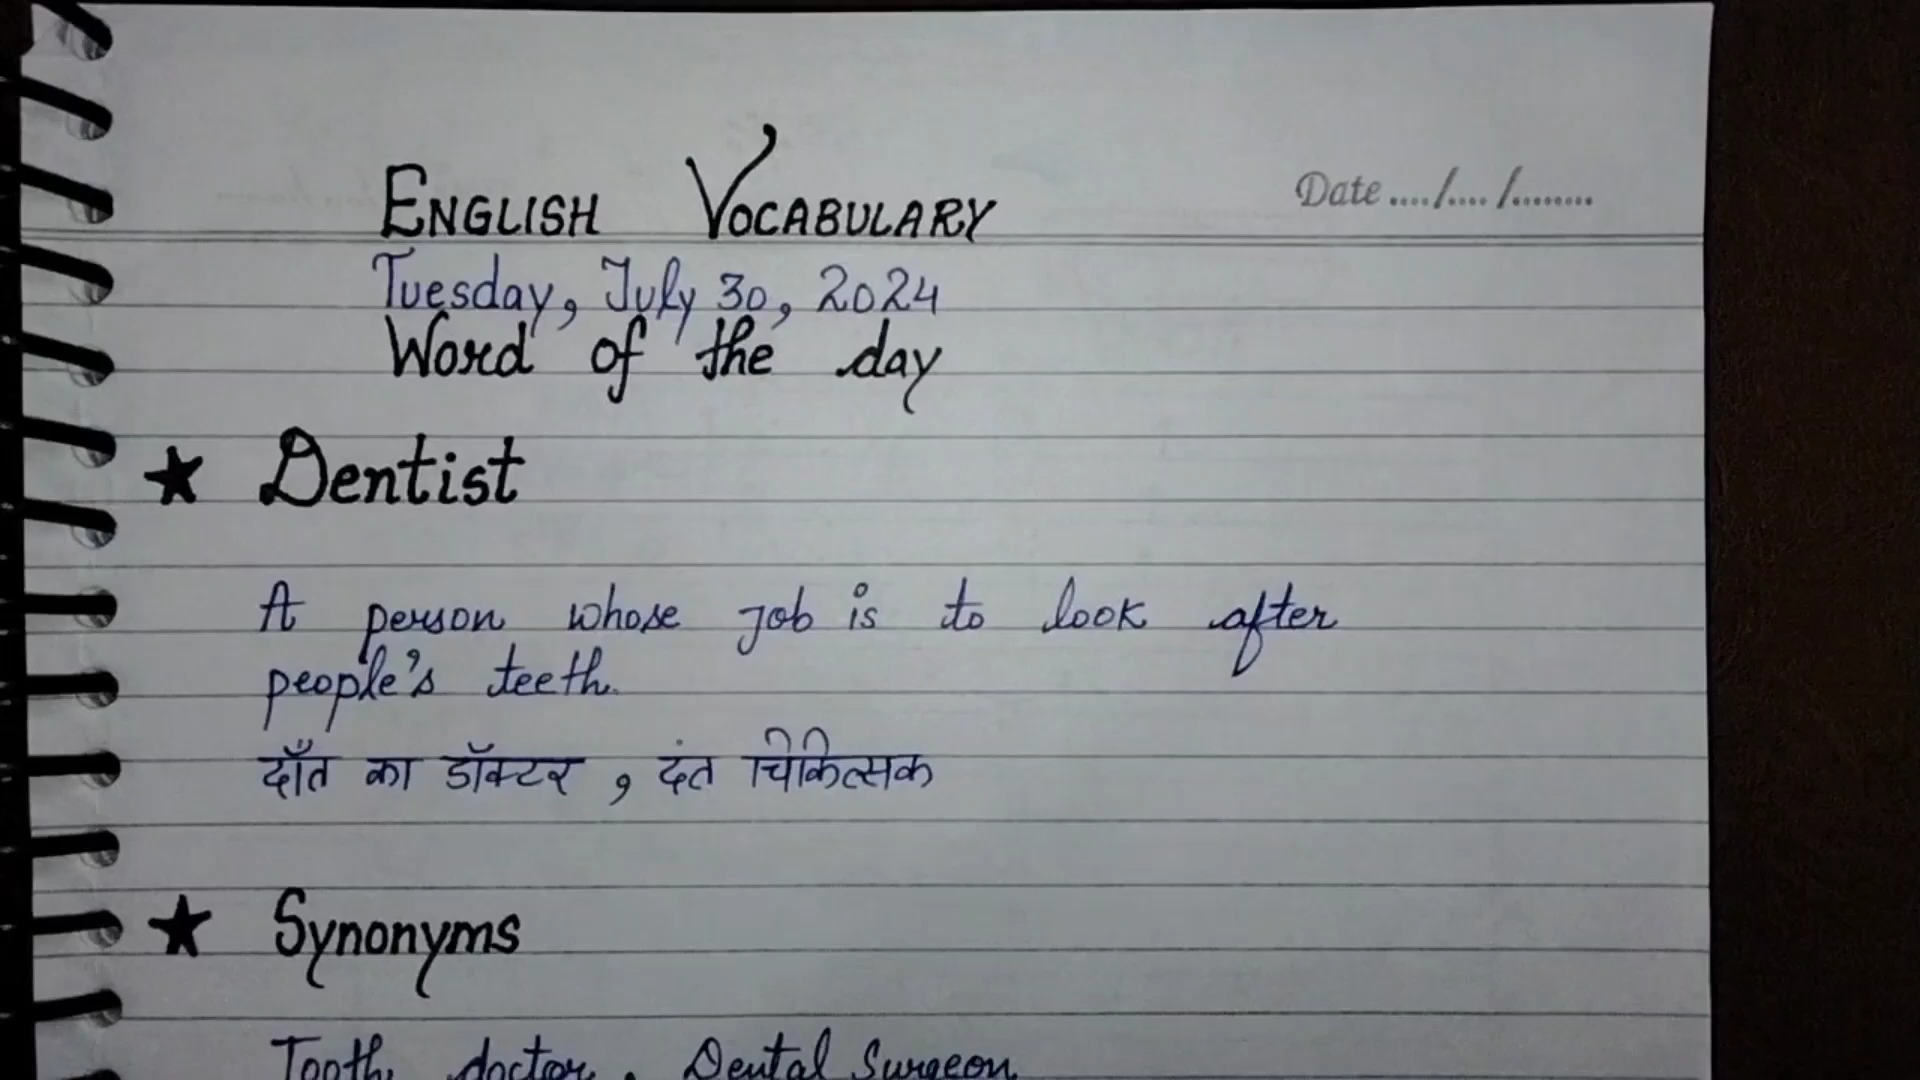 ENGLISH VOCABULARY
Date ..../..../.........
Tuesday, July 30, 2024
Word of the day
★ Dentist
A person whose job is to look after
people's teeth.
दाँत का डॉक्टर , दंत चिकित्सक
★ Synonyms
Tooth doctor, Dental Surgeon